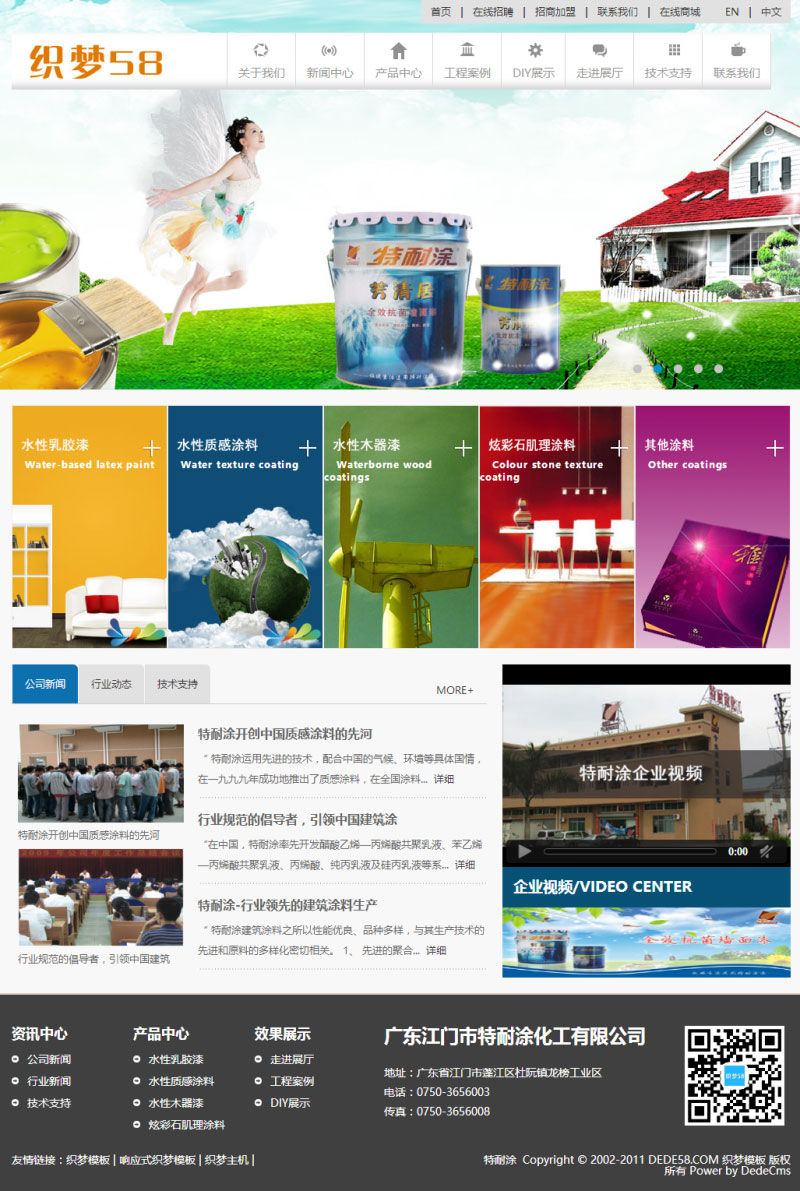 首页 | 在线招聘 | 招商加盟 | 联系我们 | 在线商城 EN | 中文
织梦58
关于我们 新闻中心 产品中心 工程案例 DIY展示 走进展厅 技术支持 联系我们
特耐涂
特耐涂
芳清居
全效抗菌墙面漆
水性乳胶漆
Water-based latex paint
水性质感涂料
Water texture coating
水性木器漆
Waterborne wood
coatings
炫彩石肌理涂料
Colour stone texture
coating
其他涂料
Other coatings
雅
公司新闻 行业动态 技术支持 MORE+
特耐涂开创中国质感涂料的先河
“ 特耐涂运用先进的技术，配合中国的气候、环境等具体国情，
在一九九九年成功地推出了质感涂料，在全国涂料... 详细
特耐涂开创中国质感涂料的先河
行业规范的倡导者，引领中国建筑涂
“在中国，特耐涂率先开发醋酸乙烯—丙烯酸共聚乳液、苯乙烯
—丙烯酸共聚乳液、丙烯酸、纯丙乳液及硅丙乳液等系... 详细
行业规范的倡导者，引领中国建筑
特耐涂-行业领先的建筑涂料生产
“ 特耐涂建筑涂料之所以性能优良、品种多样，与其生产技术的
先进和原料的多样化密切相关。 1、 先进的聚合... 详细
特耐涂化工
特耐涂企业视频
0:00
企业视频/VIDEO CENTER
全效抗菌墙面漆
资讯中心
公司新闻
行业新闻
技术支持
产品中心
水性乳胶漆
水性质感涂料
水性木器漆
炫彩石肌理涂料
效果展示
走进展厅
工程案例
DIY展示
广东江门市特耐涂化工有限公司
地址：广东省江门市蓬江区杜阮镇龙榜工业区
电话：0750-3656003
传真：0750-3656008
织梦58
友情链接：织梦模板 | 响应式织梦模板 | 织梦主机 |
特耐涂 Copyright © 2002-2011 DEDE58.COM 织梦模板 版权
所有 Power by DedeCms